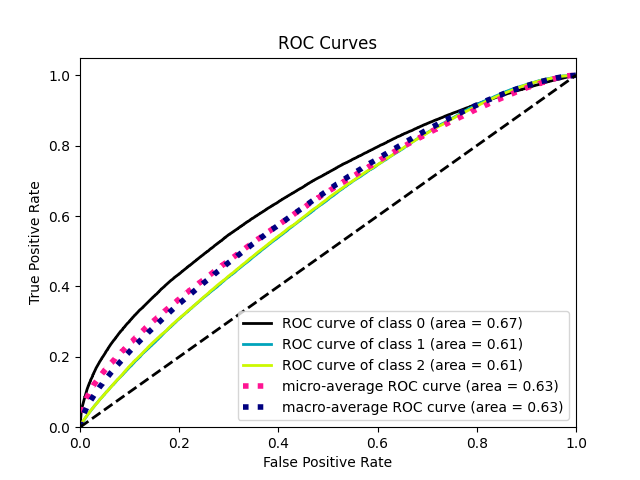 ROC Curves
1.0
0.8
0.6
0.4
0.2
0.0
True Positive Rate
ROC curve of class 0 (area = 0.67)
ROC curve of class 1 (area = 0.61)
ROC curve of class 2 (area = 0.61)
micro-average ROC curve (area = 0.63)
macro-average ROC curve (area = 0.63)
0.0 0.2 0.4 0.6 0.8 1.0
False Positive Rate